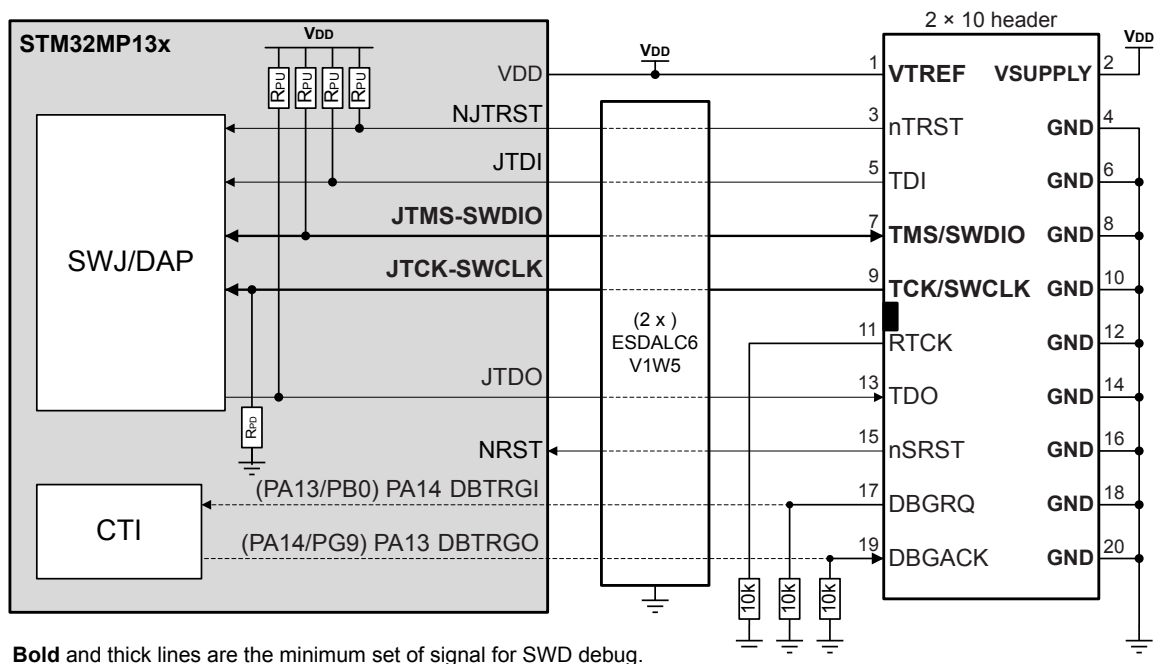 2 × 10 header
STM32MP13x
VDD
VDD
VDD
RPU
RPU
RPU
RPU
VDD
1
VTREF
VSUPPLY
2
NJTRST
3
nTRST
GND
4
JTDI
5
TDI
GND
6
JTMS-SWDIO
7
TMS/SWDIO
GND
8
SWJ/DAP
JTCK-SWCLK
9
TCK/SWCLK
GND
10
(2 x )
ESDALC6
V1W5
11
RTCK
GND
12
JTDO
13
TDO
GND
14
RPD
NRST
15
nSRST
GND
16
(PA13/PB0) PA14 DBTRGI
17
DBGRQ
GND
18
CTI
(PA14/PG9) PA13 DBTRGO
19
DBGACK
GND
20
10k
10k
10k
Bold and thick lines are the minimum set of signal for SWD debug.